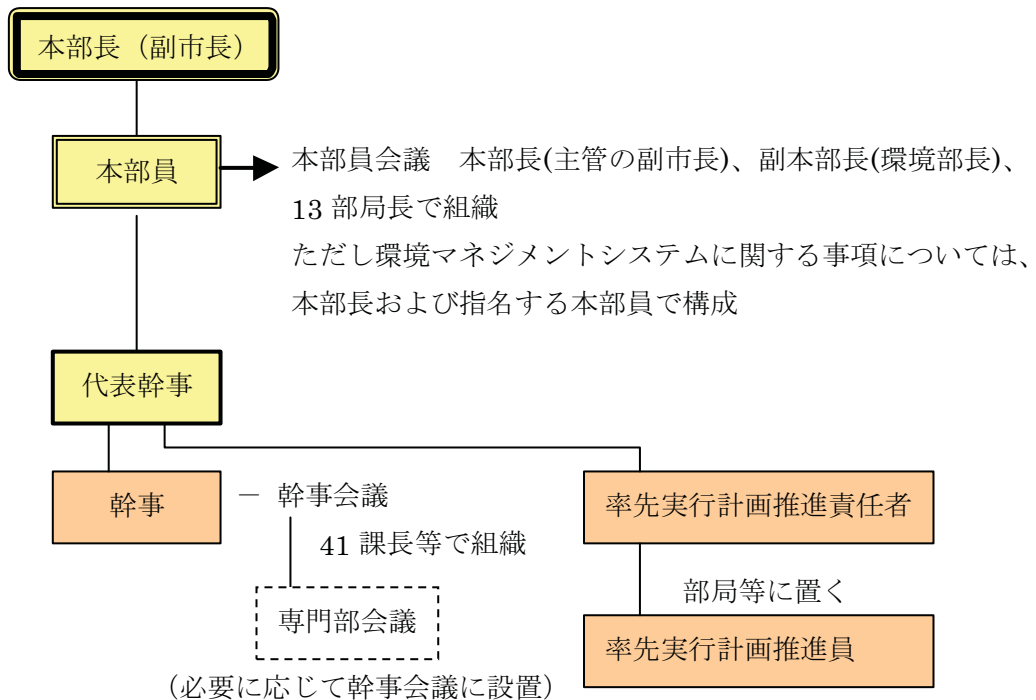 本部長（副市長）
本部員
本部員会議　本部長(主管の副市長)、副本部長(環境部長)、
13 部局長で組織
ただし環境マネジメントシステムに関する事項については、
本部長および指名する本部員で構成
代表幹事
幹事
－ 幹事会議
41 課長等で組織
専門部会議
（必要に応じて幹事会議に設置）
率先実行計画推進責任者
部局等に置く
率先実行計画推進員